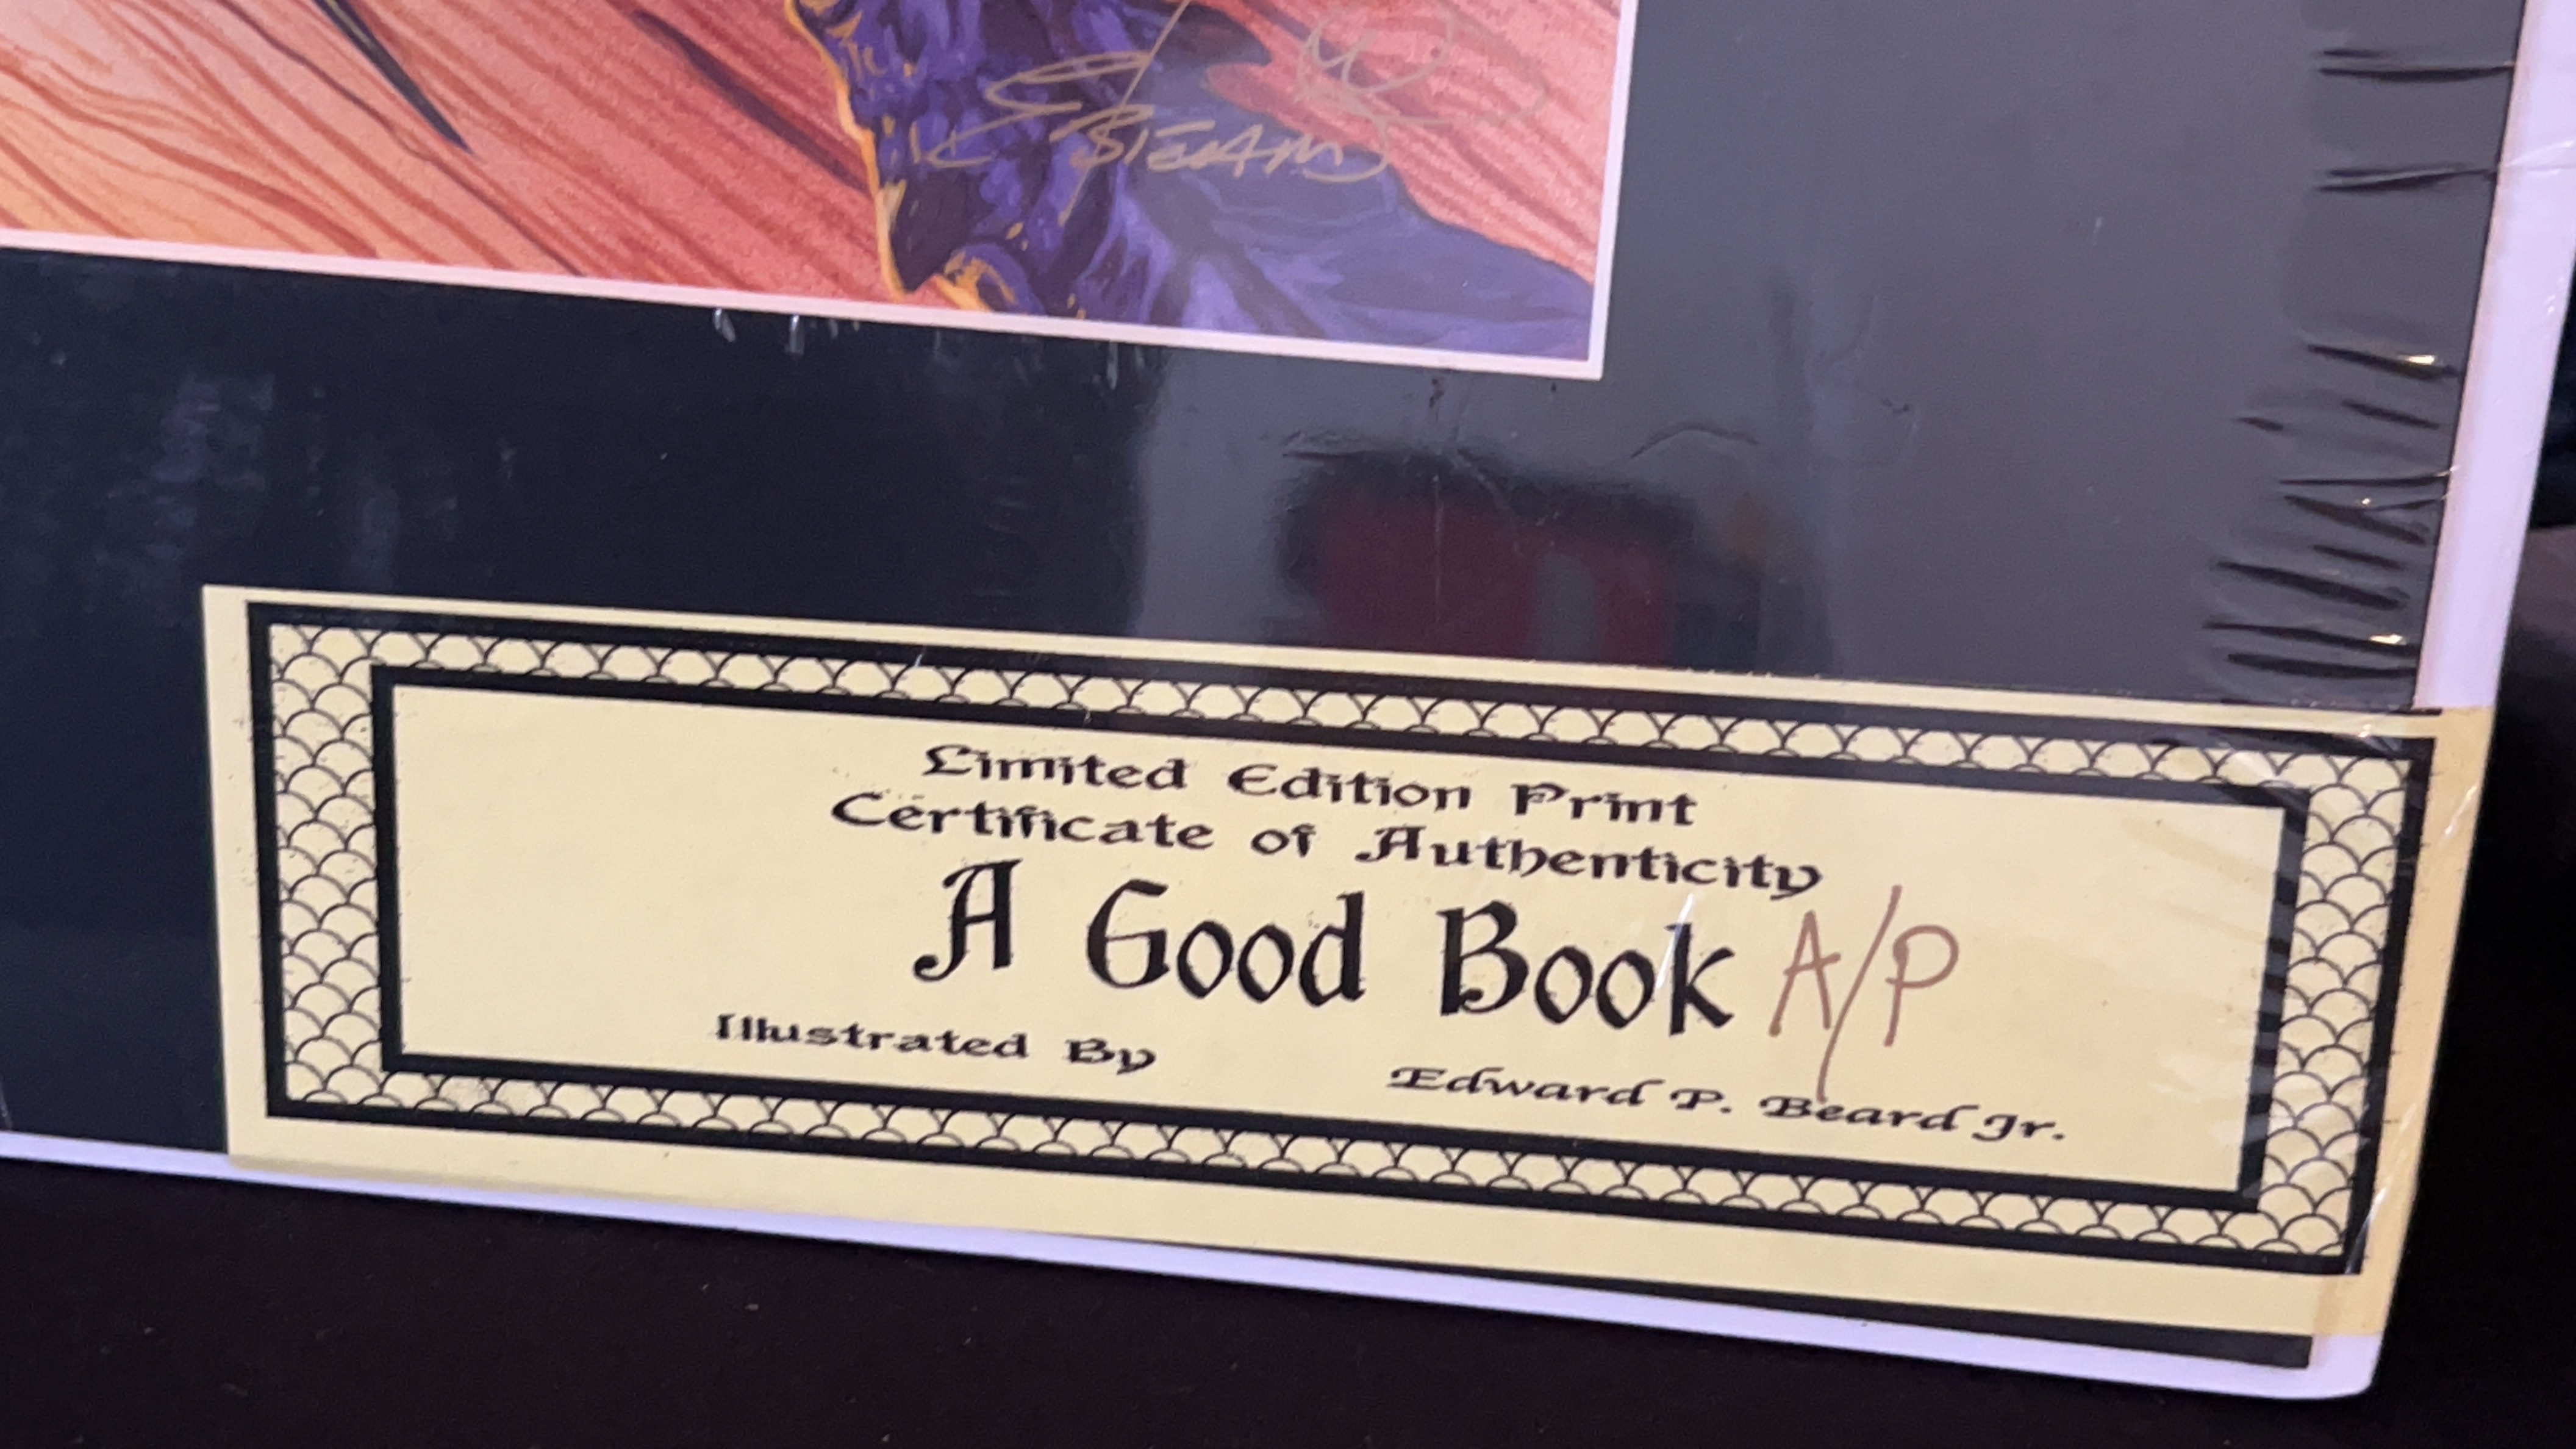 Limited Edition Print
Certificate of Authenticity
A Good Book A/P
Illustrated By Edward P. Beard Jr.